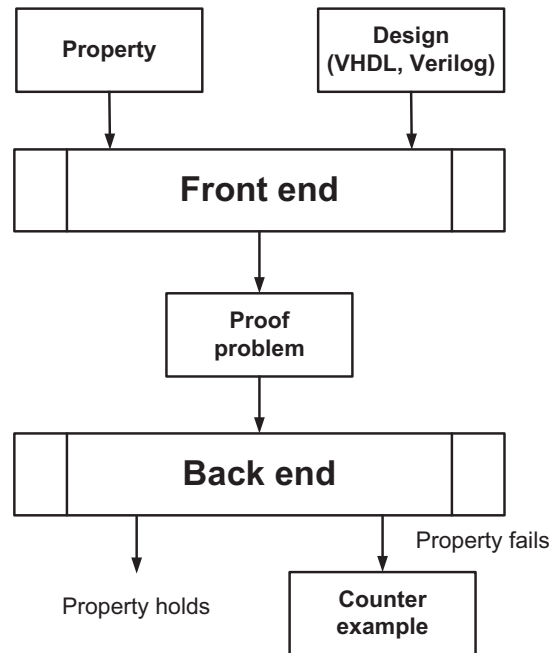 Property
Design
(VHDL, Verilog)
Front end
Proof
problem
Back end
Property fails
Property holds
Counter
example